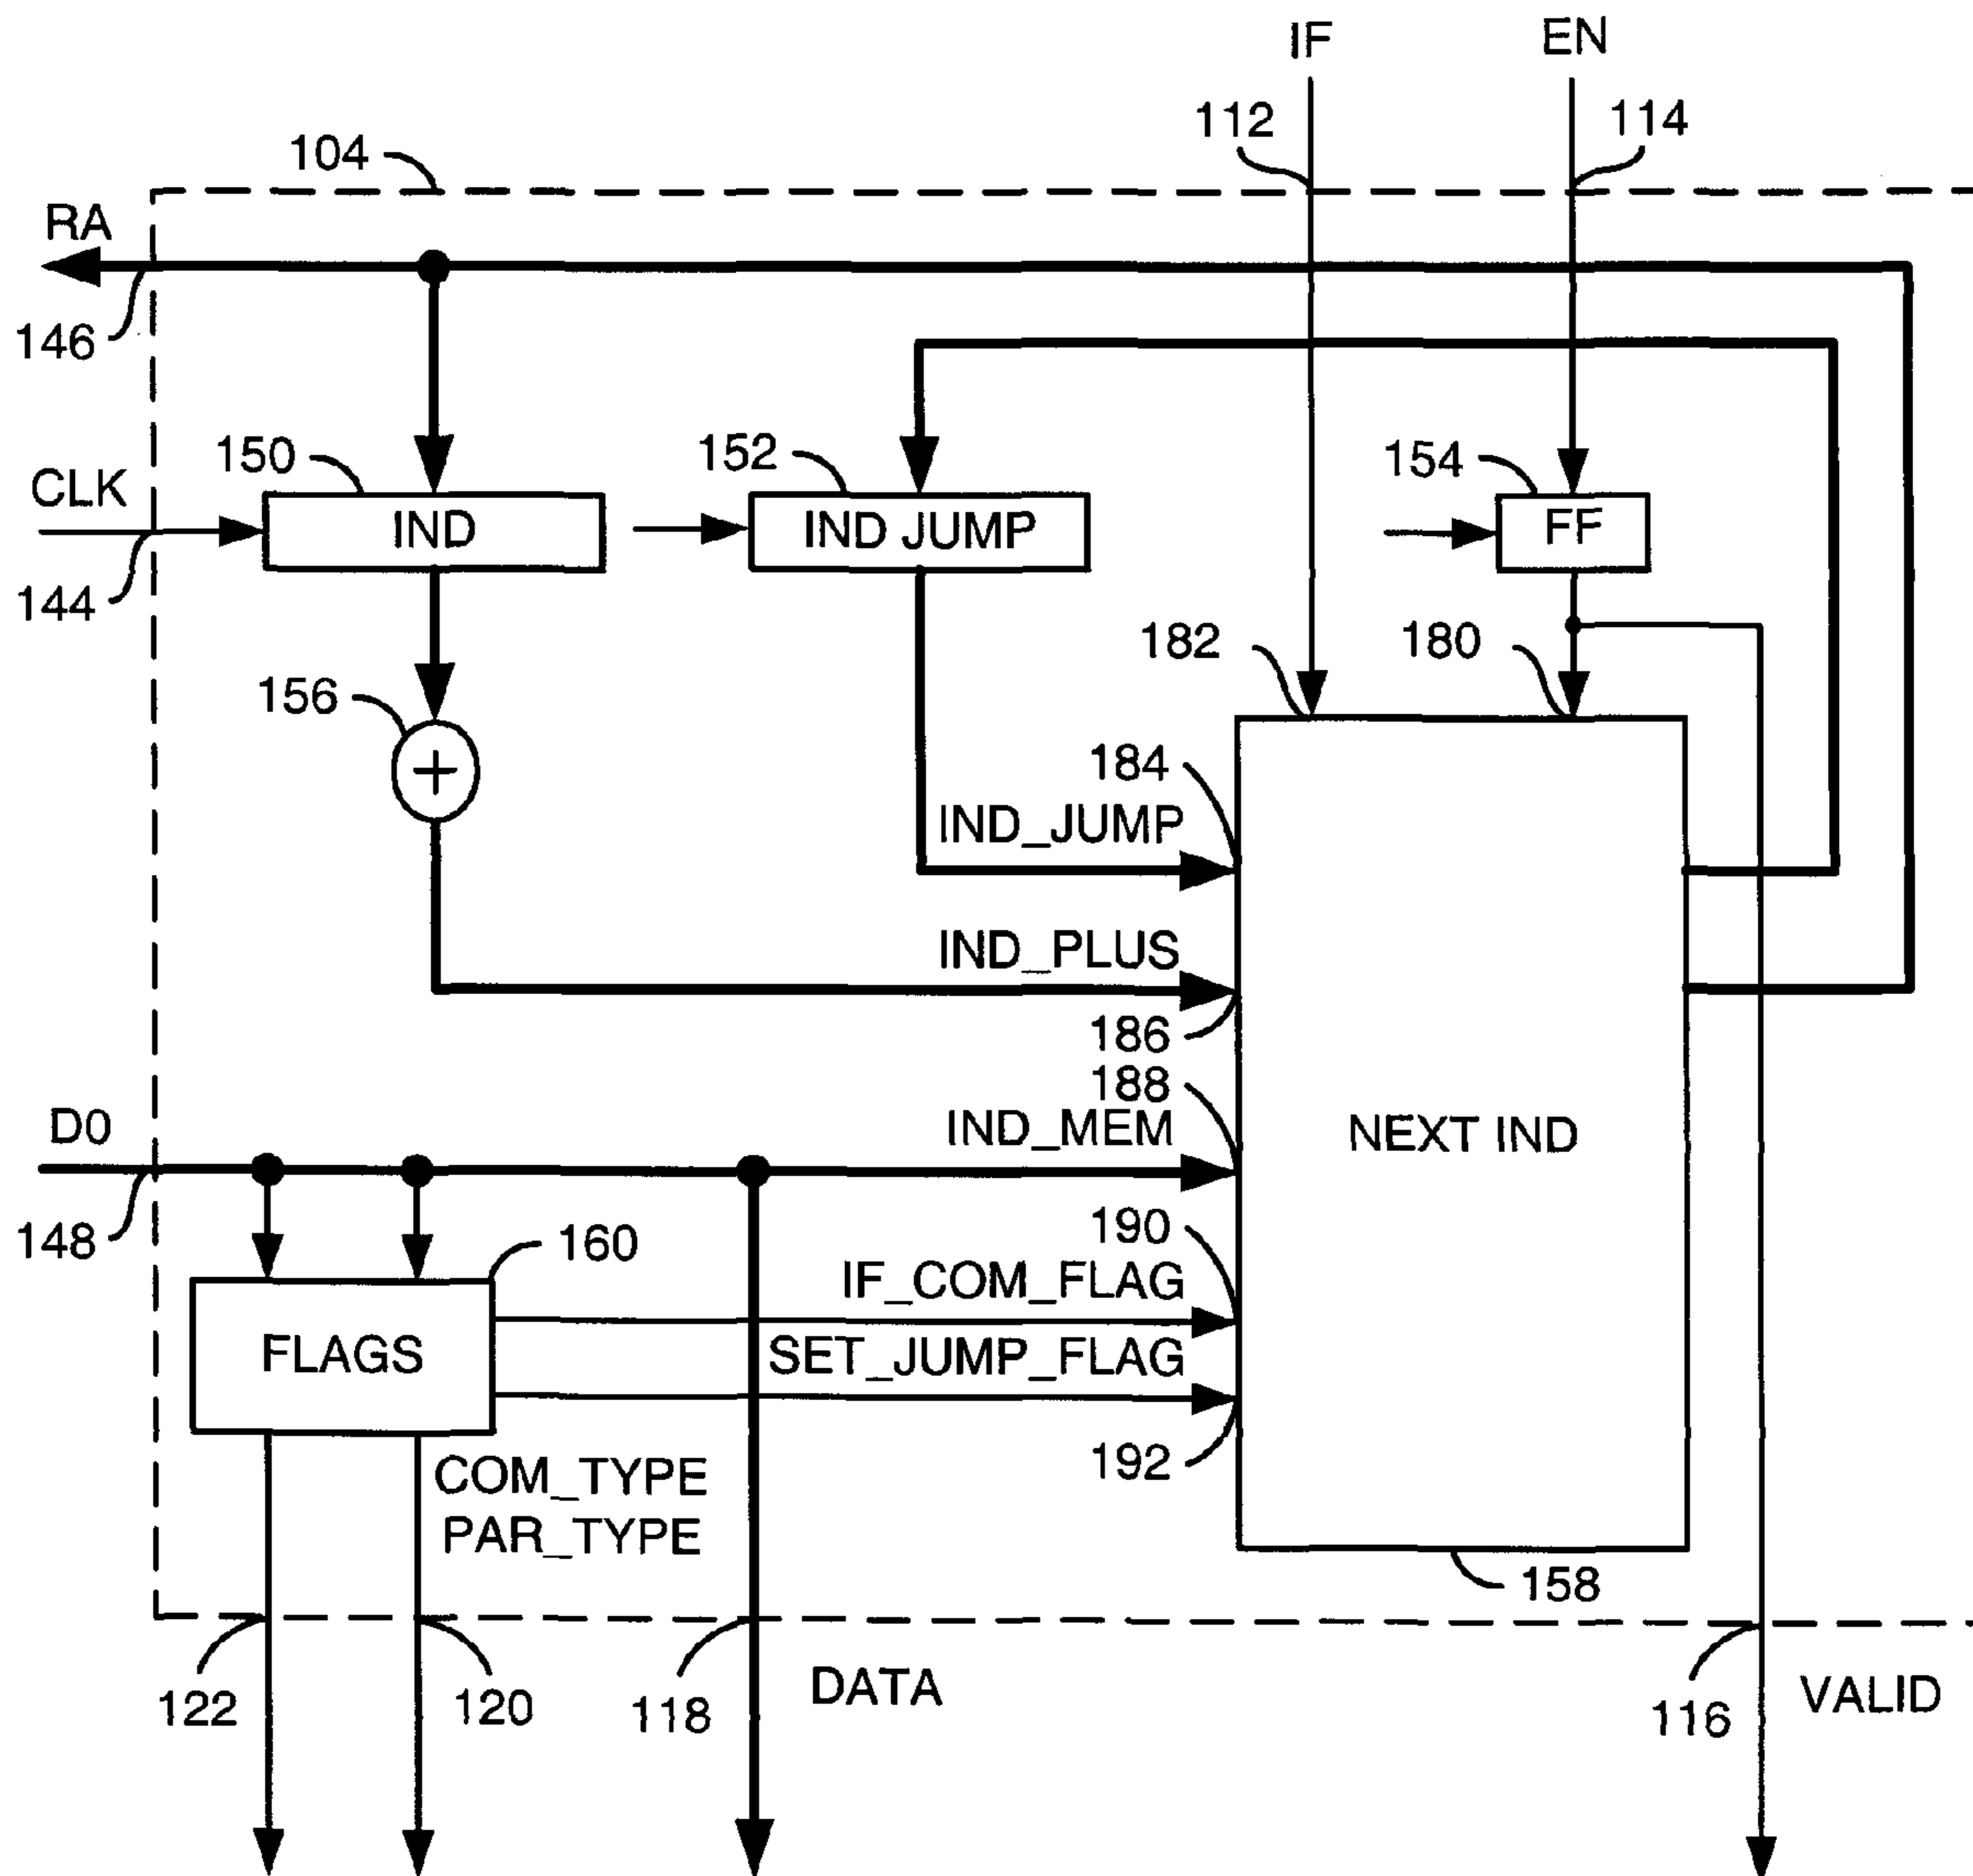 IF
EN
112
114
104
RA
146
150
152
154
CLK
IND
IND JUMP
FF
144
182
180
156
+
184
IND_JUMP
IND_PLUS
186
188
D0
IND_MEM
NEXT IND
148
160
190
IF_COM_FLAG
FLAGS
SET_JUMP_FLAG
192
COM_TYPE
PAR_TYPE
158
122
120
118
DATA
116
VALID